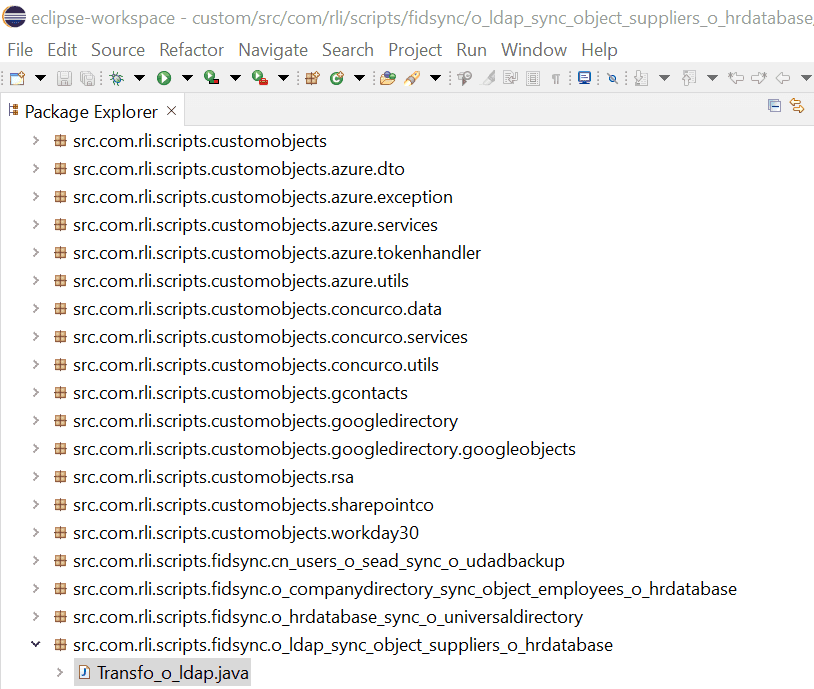 eclipse-workspace - custom/src/com/rli/scripts/fidsync/o_ldap_sync_object_suppliers_o_hrdatabase/
File Edit Source Refactor Navigate Search Project Run Window Help
Package Explorer
src.com.rli.scripts.customobjects
src.com.rli.scripts.customobjects.azure.dto
src.com.rli.scripts.customobjects.azure.exception
src.com.rli.scripts.customobjects.azure.services
src.com.rli.scripts.customobjects.azure.tokenhandler
src.com.rli.scripts.customobjects.azure.utils
src.com.rli.scripts.customobjects.concurco.data
src.com.rli.scripts.customobjects.concurco.services
src.com.rli.scripts.customobjects.concurco.utils
src.com.rli.scripts.customobjects.gcontacts
src.com.rli.scripts.customobjects.googledirectory
src.com.rli.scripts.customobjects.googledirectory.googleobjects
src.com.rli.scripts.customobjects.rsa
src.com.rli.scripts.customobjects.sharepointco
src.com.rli.scripts.customobjects.workday30
src.com.rli.scripts.fidsync.cn_users_o_sead_sync_o_udadbackup
src.com.rli.scripts.fidsync.o_companydirectory_sync_object_employees_o_hrdatabase
src.com.rli.scripts.fidsync.o_hrdatabase_sync_o_universaldirectory
src.com.rli.scripts.fidsync.o_ldap_sync_object_suppliers_o_hrdatabase
Transfo_o_ldap.java